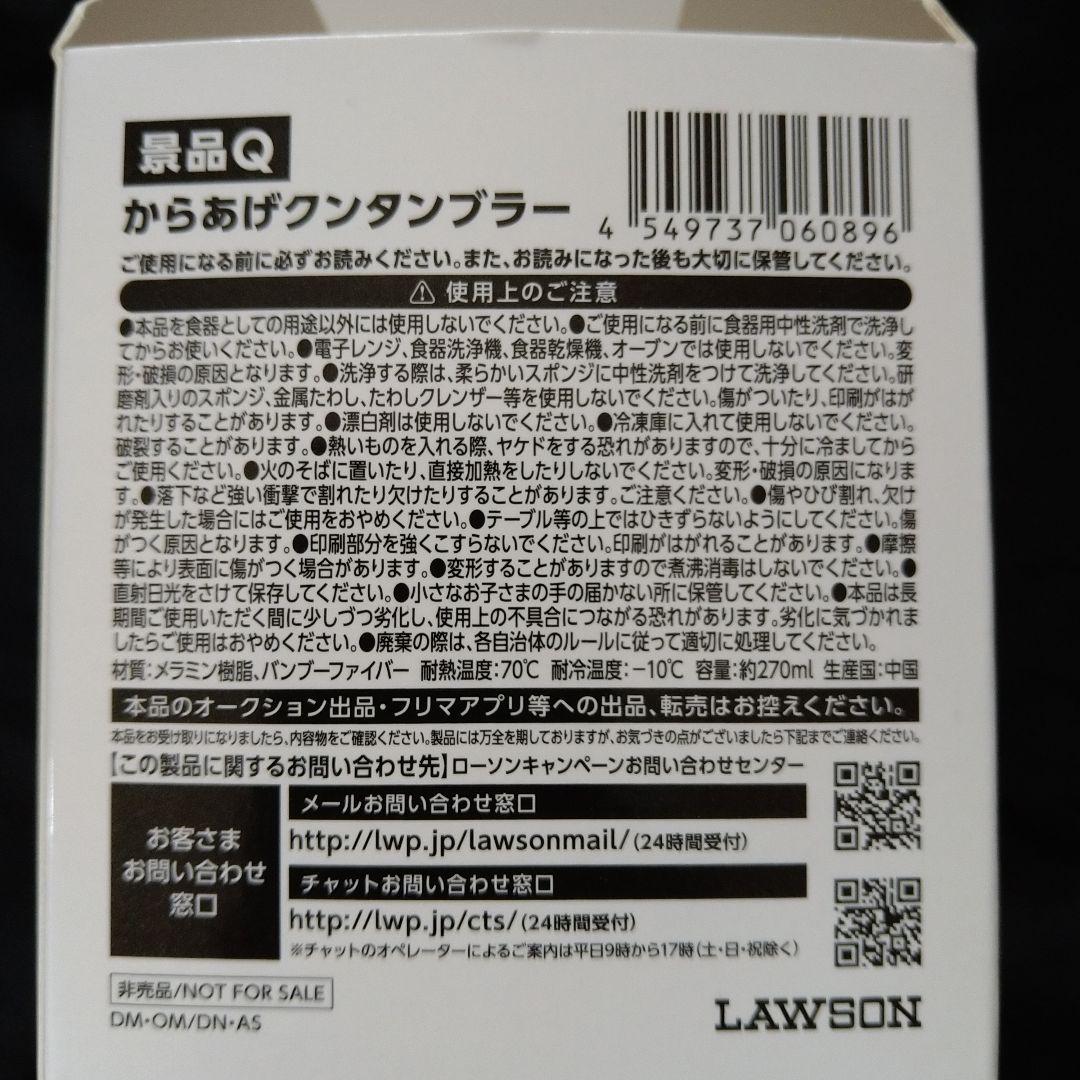 景品Q
からあげクンタンブラー
4 549737 060896
ご使用になる前に必ずお読みください。また、お読みになった後も大切に保管してください。
⚠ 使用上のご注意
●本品を食器としての用途以外には使用しないでください。●ご使用になる前に食器用中性洗剤で洗浄し
てからお使いください。●電子レンジ、食器洗浄機、食器乾燥機、オーブンでは使用しないでください。変
形・破損の原因となります。●洗浄する際は、柔らかいスポンジに中性洗剤をつけて洗浄してください。研
磨剤入りのスポンジ、金属たわし、たわしクレンザー等を使用しないでください。傷がついたり、印刷がはが
れたりすることがあります。●漂白剤は使用しないでください。●冷凍庫に入れて使用しないでください。
破裂することがあります。●熱いものを入れる際、ヤケドをする恐れがありますので、十分に冷ましてから
ご使用ください。●火のそばに置いたり、直接加熱をしたりしないでください。変形・破損の原因になりま
す。●落下など強い衝撃で割れたり欠けたりすることがあります。ご注意ください。●傷やひび割れ、欠け
が発生した場合にはご使用をおやめください。●テーブル等の上ではひきずらないようにしてください。傷
がつく原因となります。●印刷部分を強くこすらないでください。印刷がはがれることがあります。●摩擦
等により表面に傷がつく場合があります。●変形することがありますので煮沸消毒はしないでください。●
直射日光をさけて保存してください。●小さなお子さまの手の届かない所に保管してください。●本品は長
期間ご使用いただく間に少しづつ劣化し、使用上の不具合につながる恐れがあります。劣化に気づかれま
したらご使用はおやめください。●廃棄の際は、各自治体のルールに従って適切に処理してください。
材質:メラミン樹脂、バンブーファイバー 耐熱温度:70℃ 耐冷温度:−10℃ 容量:約270ml 生産国:中国
本品のオークション出品・フリマアプリ等への出品、転売はお控えください。
本品をお受け取りになりましたら、内容物をご確認ください。製品には万全を期しておりますが、お気づきの点がございましたら下記までご連絡ください。
【この製品に関するお問い合わせ先】ローソンキャンペーンお問い合わせセンター
お客さま
お問い合わせ
窓口
メールお問い合わせ窓口
http://lwp.jp/lawsonmail/(24時間受付)
チャットお問い合わせ窓口
http://lwp.jp/cts/(24時間受付)
※チャットのオペレーターによるご案内は平日9時から17時(土・日・祝除く)
非売品/NOT FOR SALE
DM・OM/DN・AS
LAWSON